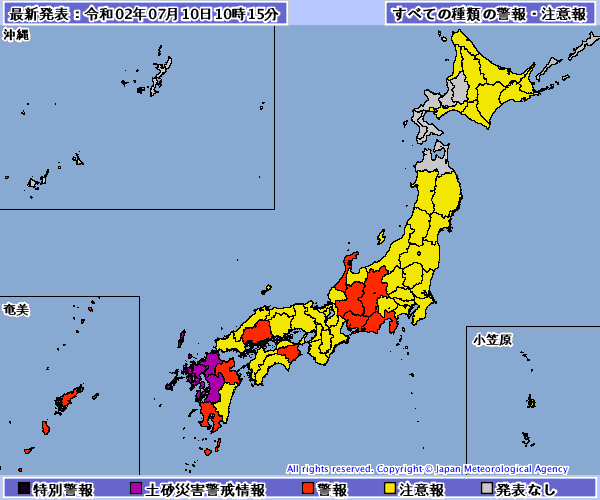 最新発表：令和02年07月10日10時15分
すべての種類の警報・注意報
沖縄
奄美
小笠原
All rights reserved. Copyright © Japan Meteorological Agency
特別警報 土砂災害警戒情報 警報 注意報 発表なし